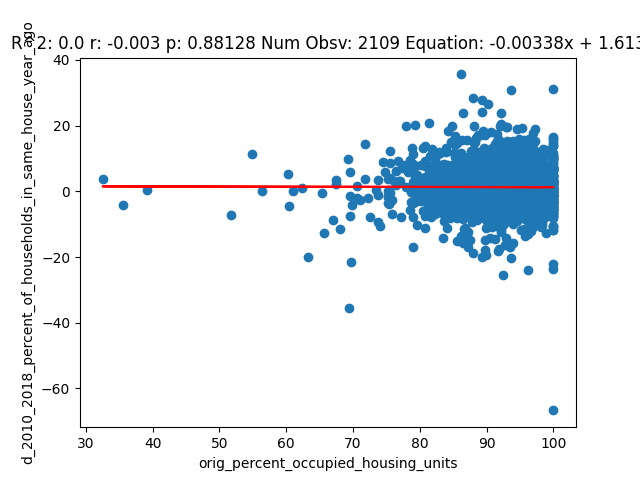 R^2: 0.0 r: -0.003 p: 0.88128 Num Obsv: 2109 Equation: -0.00338x + 1.613
d_2010_2018_percent_of_households_in_same_house_year_ago
40
20
0
−20
−40
−60
30 40 50 60 70 80 90 100
orig_percent_occupied_housing_units